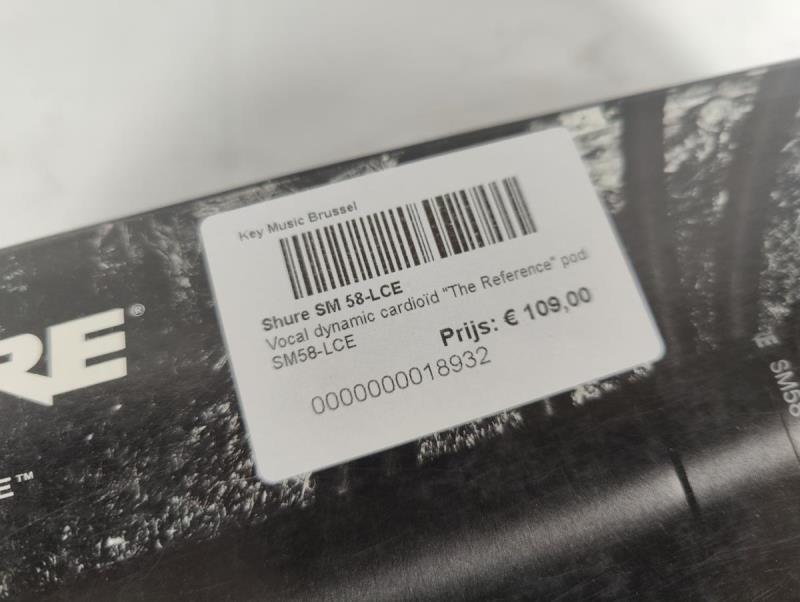 Key Music Brussel
Shure SM 58-LCE
Vocal dynamic cardioïd "The Reference" pod
SM58-LCE
Prijs: € 109,00
0000000018932
RE®
E™
E SM58